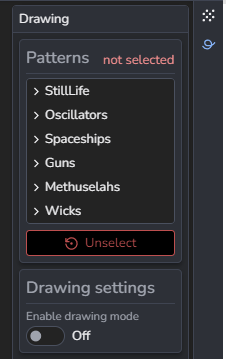 Drawing
Patterns not selected
StillLife
Oscillators
Spaceships
Guns
Methuselahs
Wicks
Unselect
Drawing settings
Enable drawing mode
Off